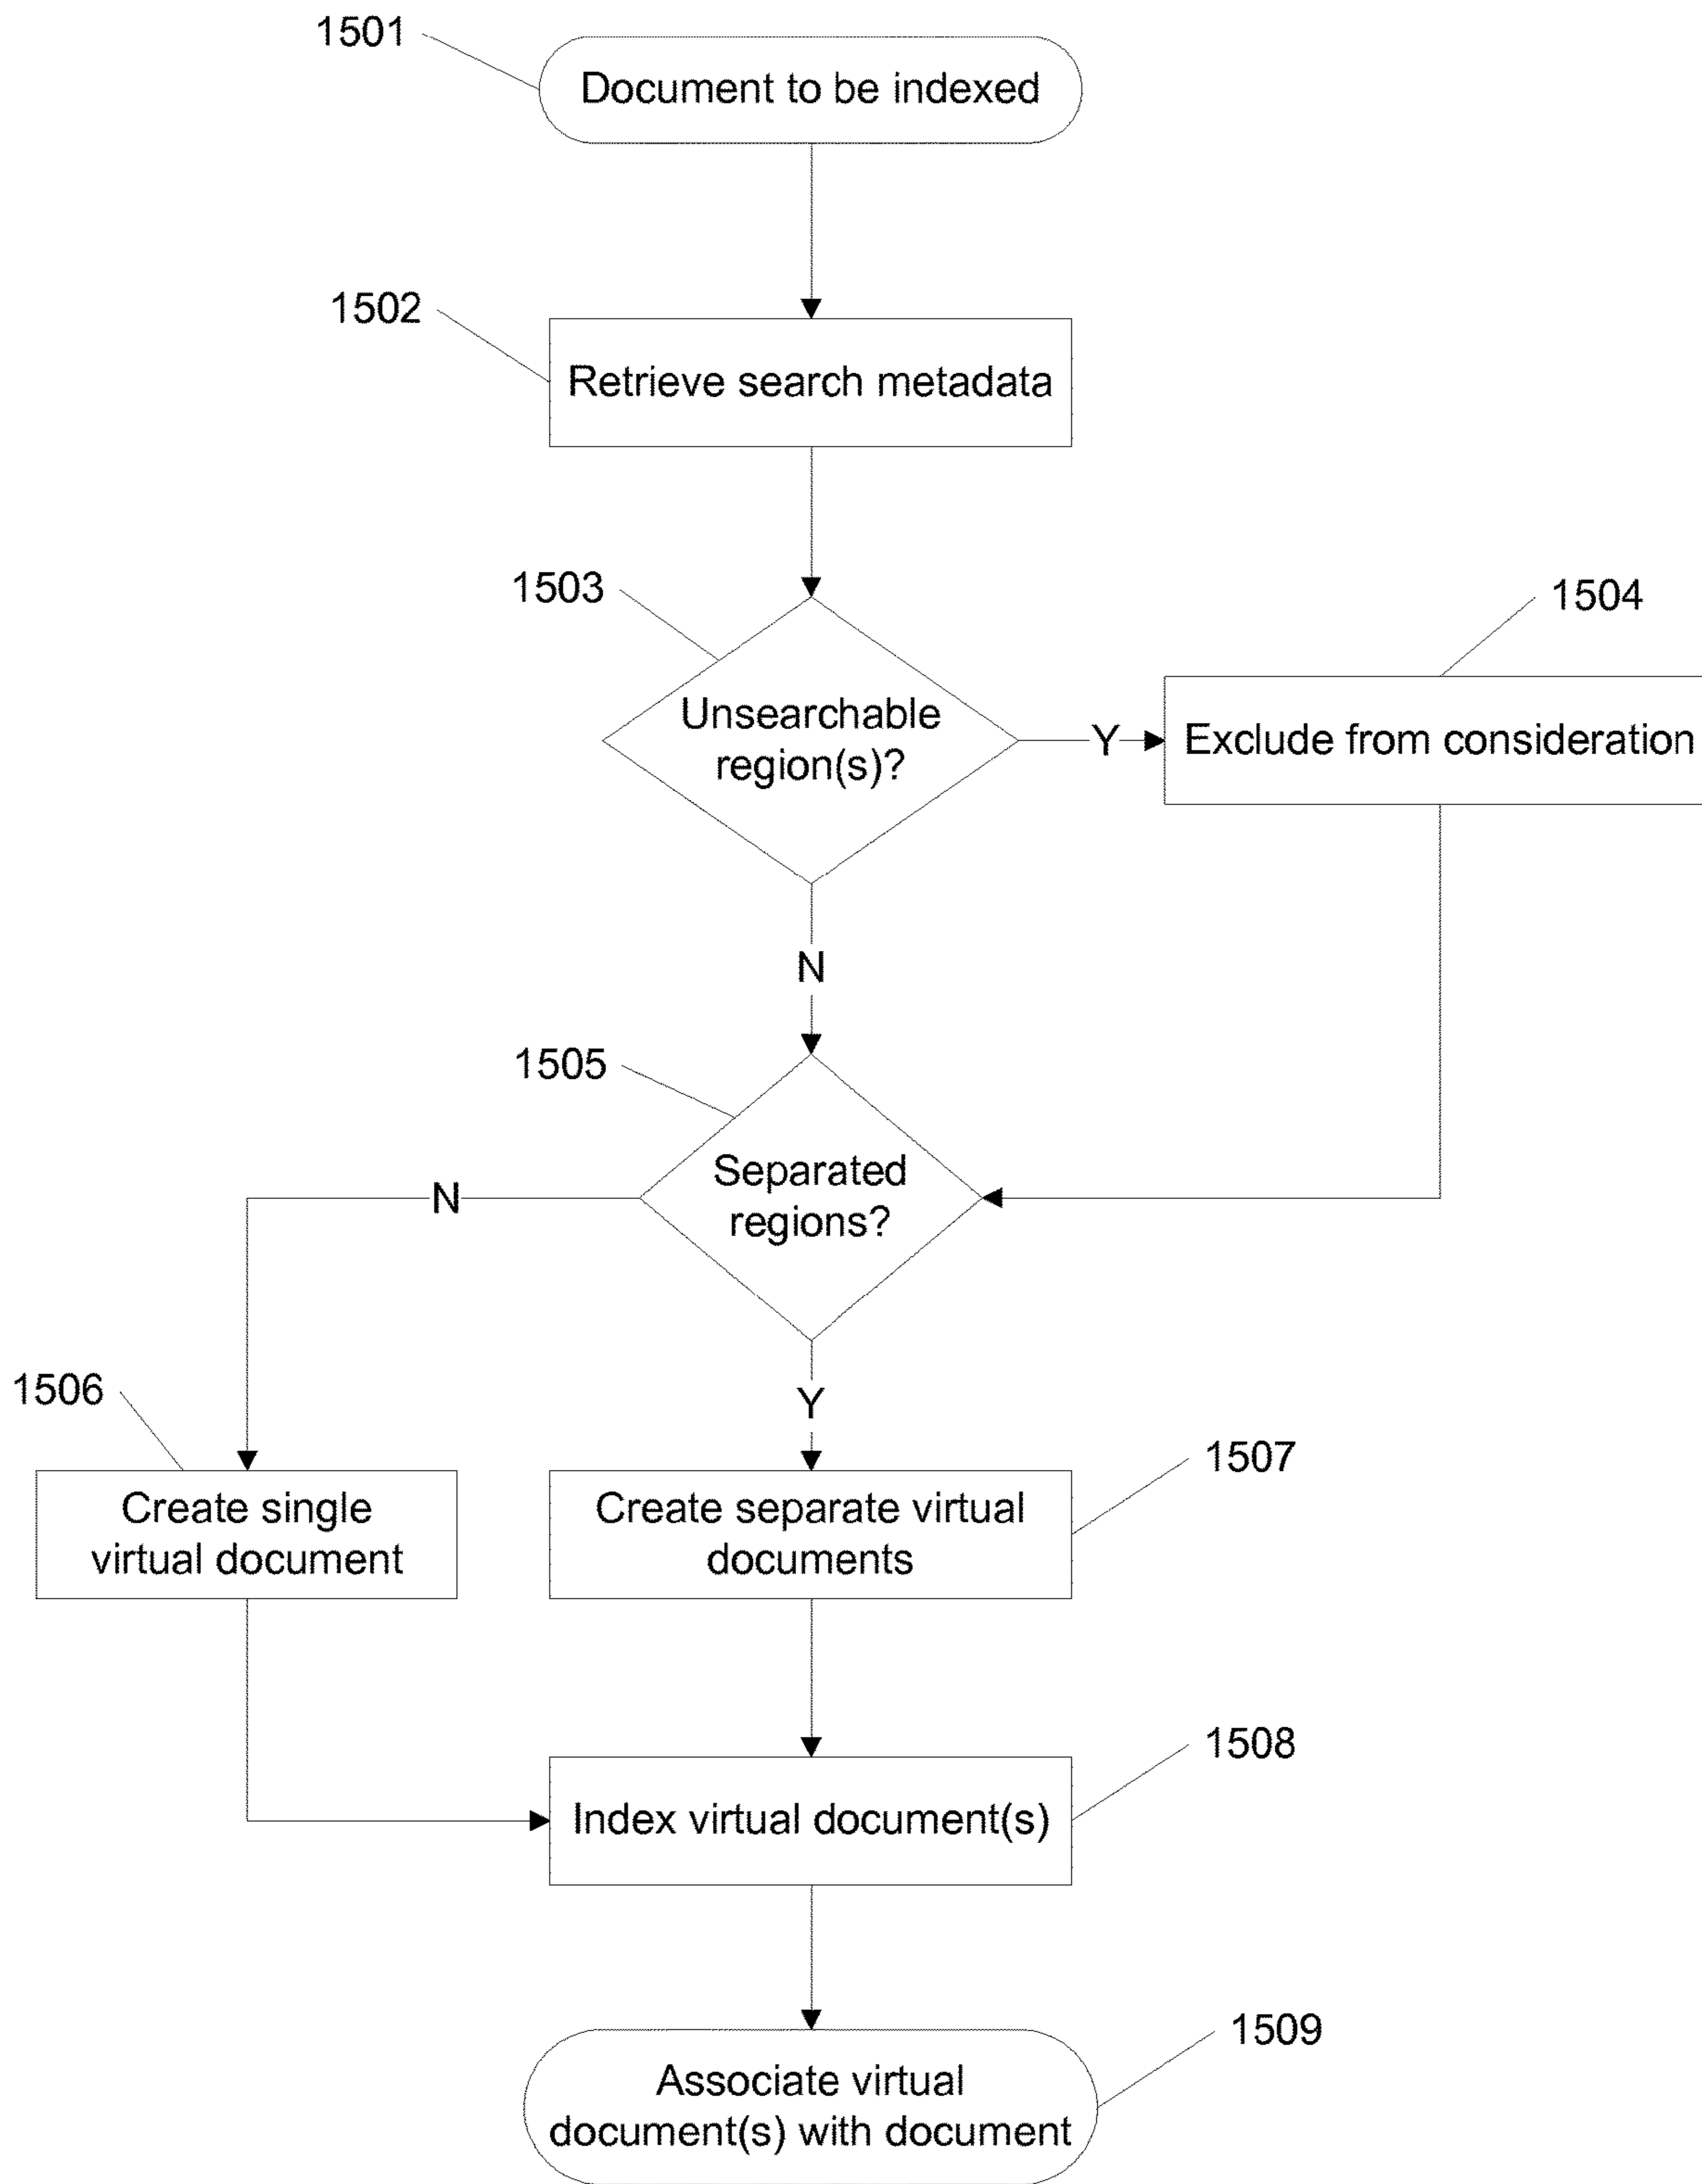 1501
Document to be indexed
1502
Retrieve search metadata
1503
1504
Unsearchable
region(s)?
Y
Exclude from consideration
N
1505
Separated
regions?
N
Y
1506
1507
Create single
virtual document
Create separate virtual
documents
1508
Index virtual document(s)
1509
Associate virtual
document(s) with document